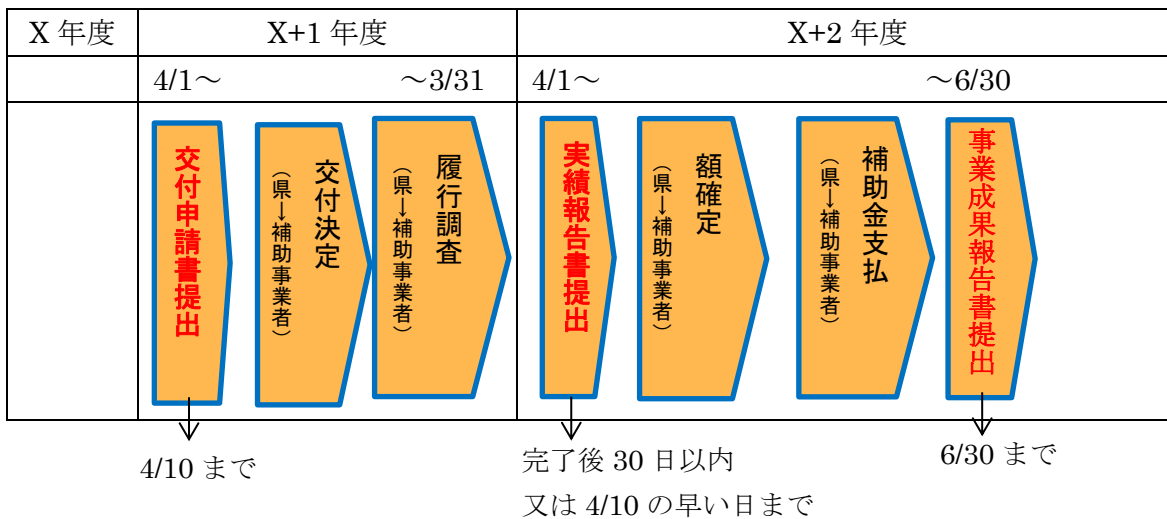 X 年度
X+1 年度
X+2 年度
4/1～
～3/31
4/1～
～6/30
交付申請書提出
交付決定
（県→補助事業者）
履行調査
（県→補助事業者）
実績報告書提出
額確定
（県→補助事業者）
補助金支払
（県→補助事業者）
事業成果報告書提出
4/10 まで
完了後 30 日以内
又は 4/10 の早い日まで
6/30 まで